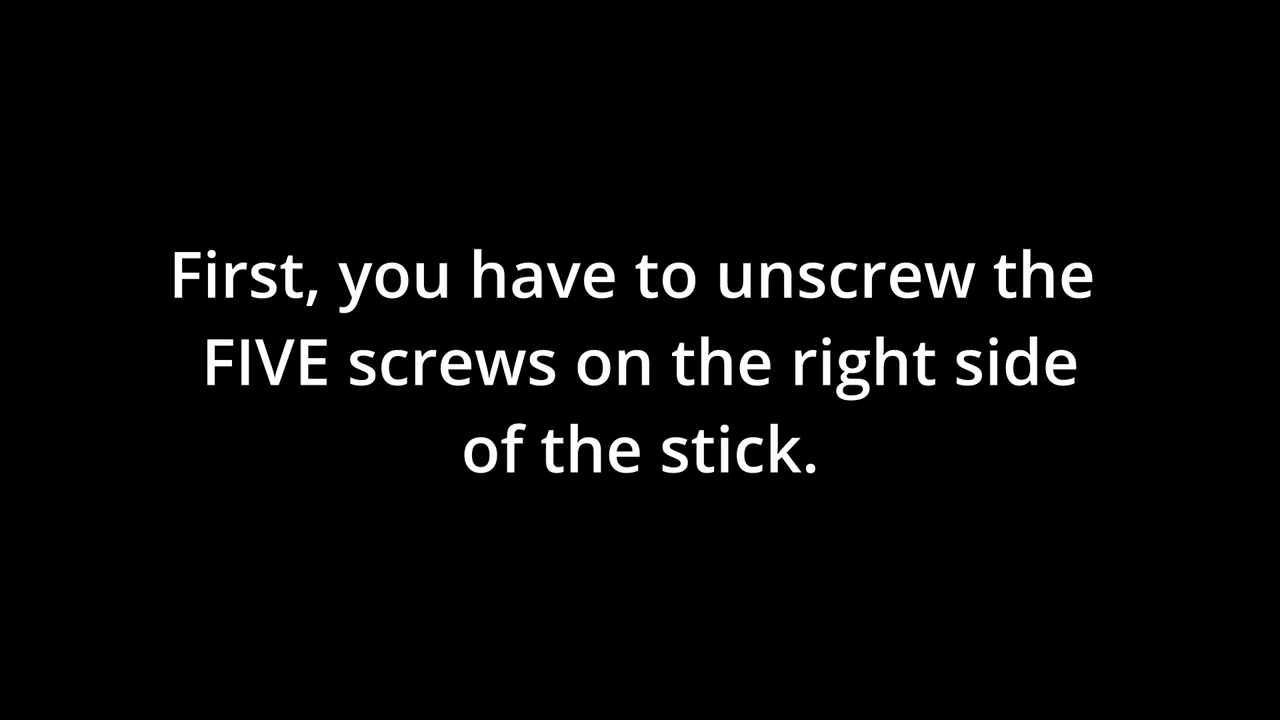 First, you have to unscrew the
FIVE screws on the right side
of the stick.